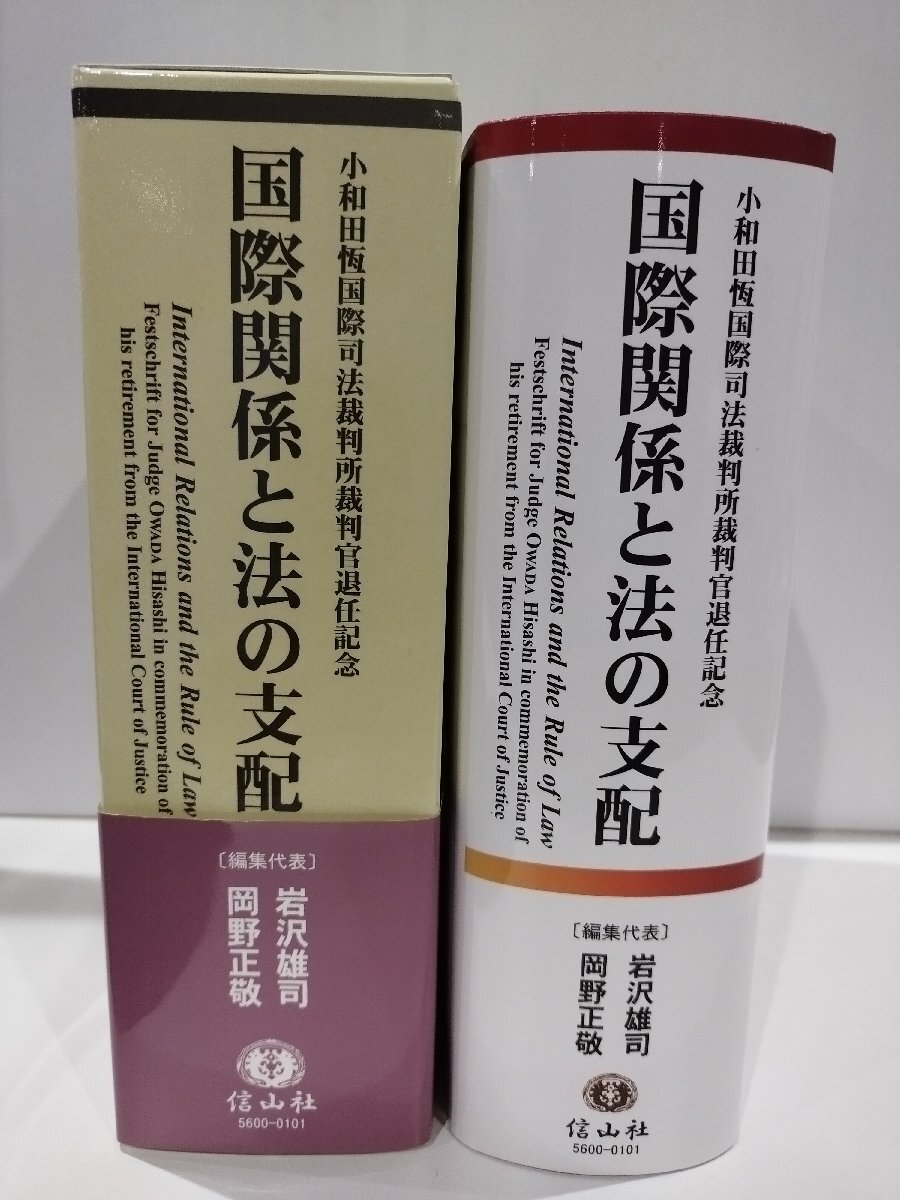 小和田恆国際司法裁判所裁判官退任記念
国際関係と法の支配
International Relations and the Rule of Law
Festschrift for Judge OWADA Hisashi in commemoration of
his retirement from the International Court of Justice
〔編集代表〕
岩沢雄司
岡野正敬
信山社
5600-0101
小和田恆国際司法裁判所裁判官退任記念
国際関係と法の支配
International Relations and the Rule of Law
Festschrift for Judge OWADA Hisashi in commemoration of
his retirement from the International Court of Justice
〔編集代表〕
岩沢雄司
岡野正敬
信山社
5600-0101